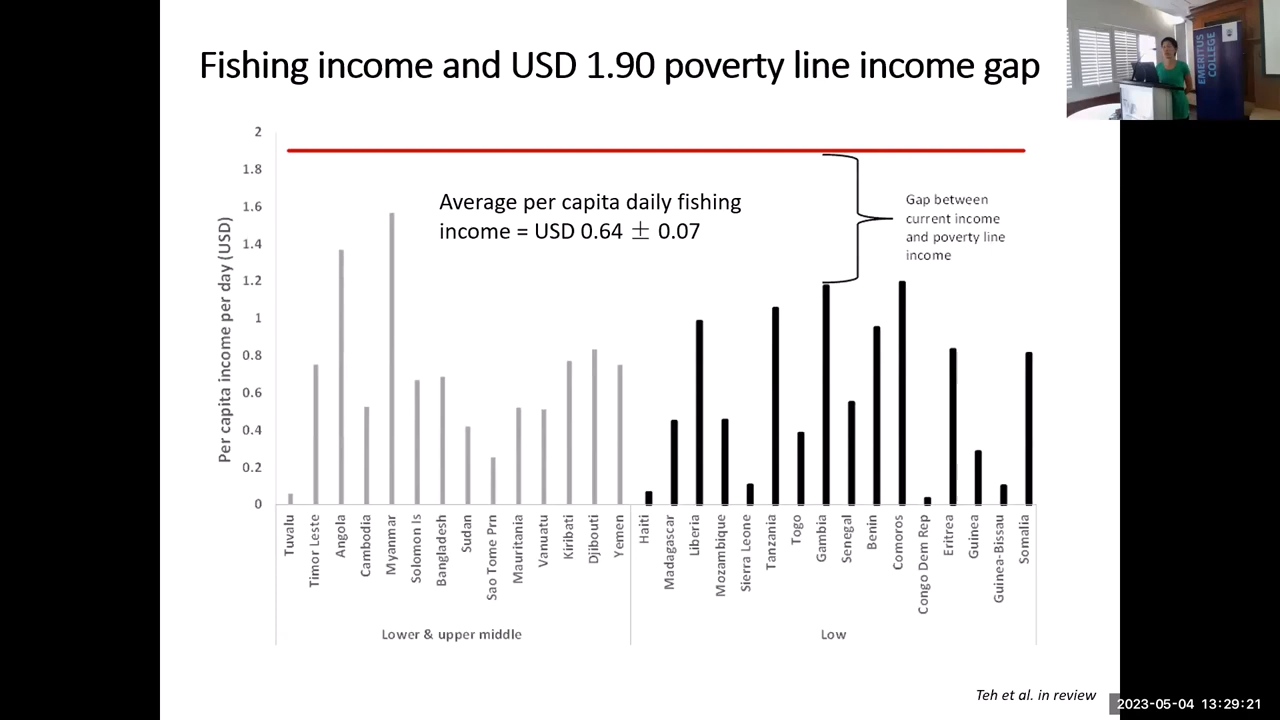 Fishing income and USD 1.90 poverty line income gap
EMERITUS
COLLEGE
2
1.8
1.6
1.4
1.2
1
0.8
0.6
0.4
0.2
0
Per capita income per day (USD)
Average per capita daily fishing
income = USD 0.64 ± 0.07
Gap between
current income
and poverty line
income
Tuvalu
Timor Leste
Angola
Cambodia
Myanmar
Solomon Is
Bangladesh
Sudan
Sao Tome Prn
Mauritania
Vanuatu
Kiribati
Djibouti
Yemen
Haiti
Madagascar
Liberia
Mozambique
Sierra Leone
Tanzania
Togo
Gambia
Senegal
Benin
Comoros
Congo Dem Rep
Eritrea
Guinea
Guinea-Bissau
Somalia
Lower & upper middle
Low
Teh et al. in review
2023-05-04 13:29:21